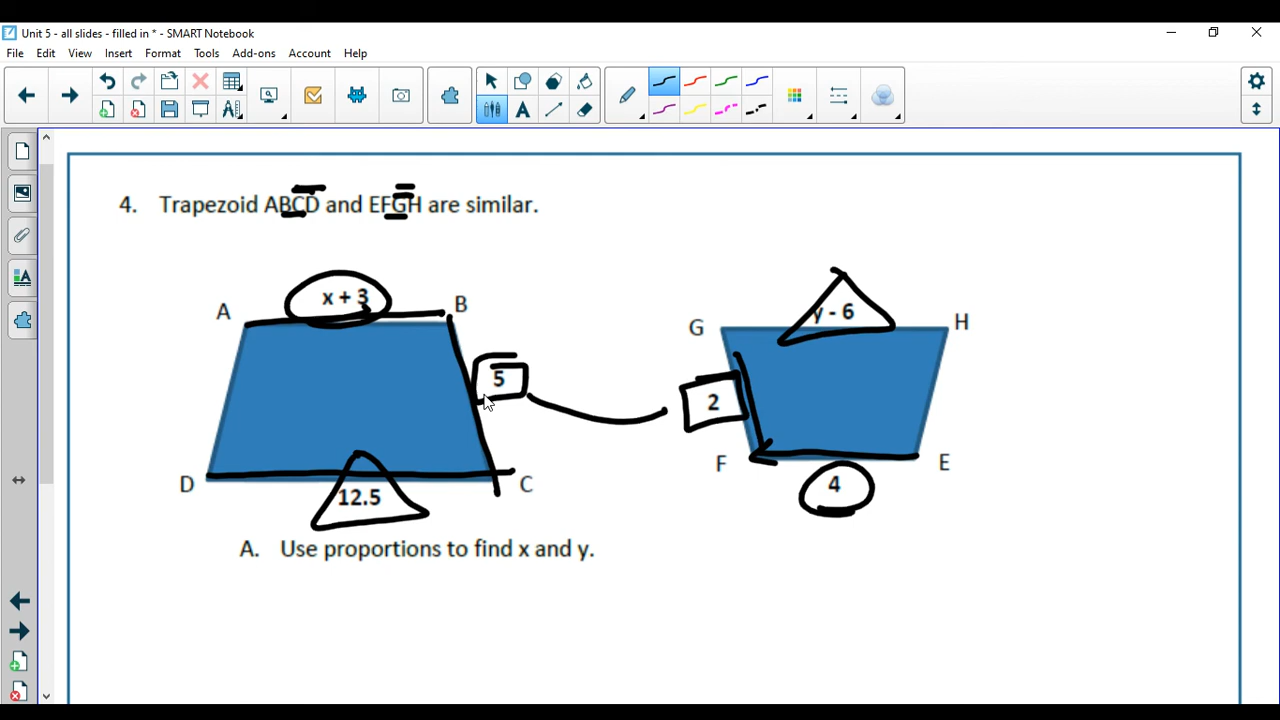 Unit 5 - all slides - filled in * - SMART Notebook
File Edit View Insert Format Tools Add-ons Account Help
4. Trapezoid ABCD and EFGH are similar.
x + 3
A
B
y - 6
G
H
5
2
D
C
F
E
12.5
4
A. Use proportions to find x and y.